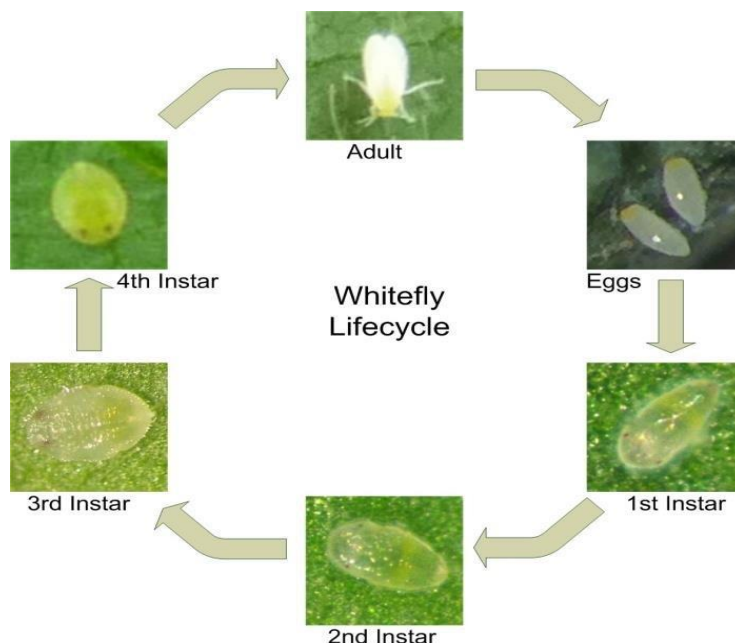 Adult
Eggs
1st Instar
2nd Instar
3rd Instar
4th Instar
Whitefly
Lifecycle